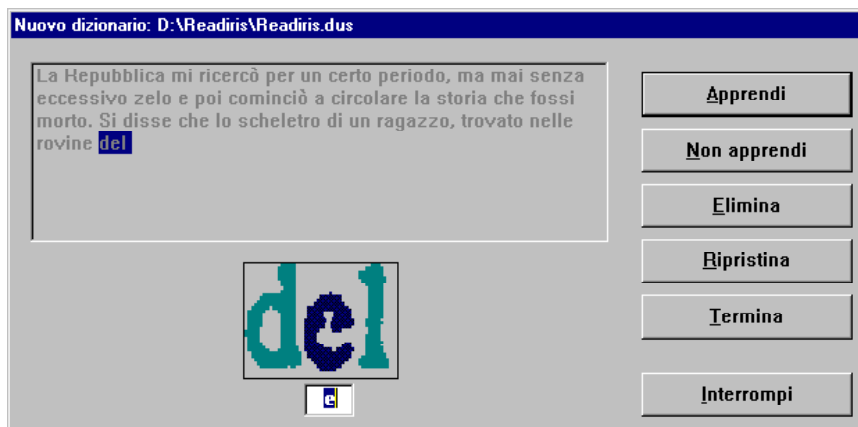 Nuovo dizionario: D:\Readiris\Readiris.dus
La Repubblica mi ricercò per un certo periodo, ma mai senza
eccessivo zelo e poi cominciò a circolare la storia che fossi
morto. Si disse che lo scheletro di un ragazzo, trovato nelle
rovine del
del
e
Apprendi
Non apprendi
Elimina
Ripristina
Termina
Interrompi